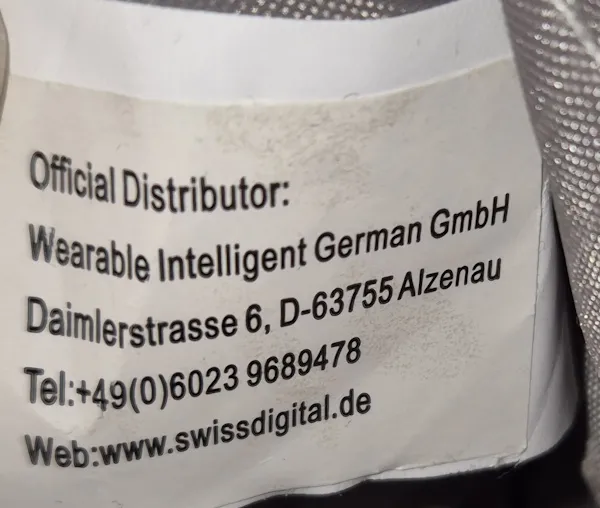 Official Distributor:
Wearable Intelligent German GmbH
Daimlerstrasse 6, D-63755 Alzenau
Tel:+49(0)6023 9689478
Web:www.swissdigital.de